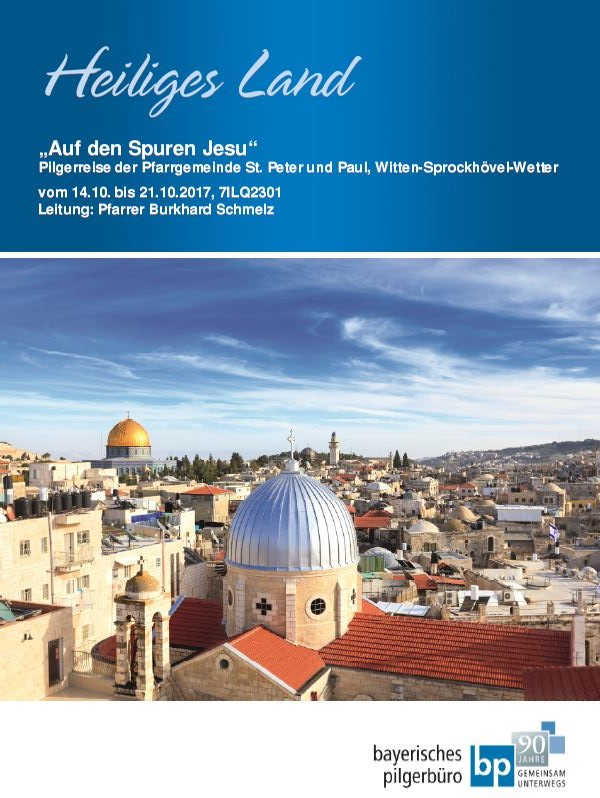 Heiliges Land
„Auf den Spuren Jesu“
Pilgerreise der Pfarrgemeinde St. Peter und Paul, Witten-Sprockhövel-Wetter
vom 14.10. bis 21.10.2017, 7ILQ2301
Leitung: Pfarrer Burkhard Schmelz
bayerisches
pilgerbüro
bp
90
JAHRE
GEMEINSAM
UNTERWEGS